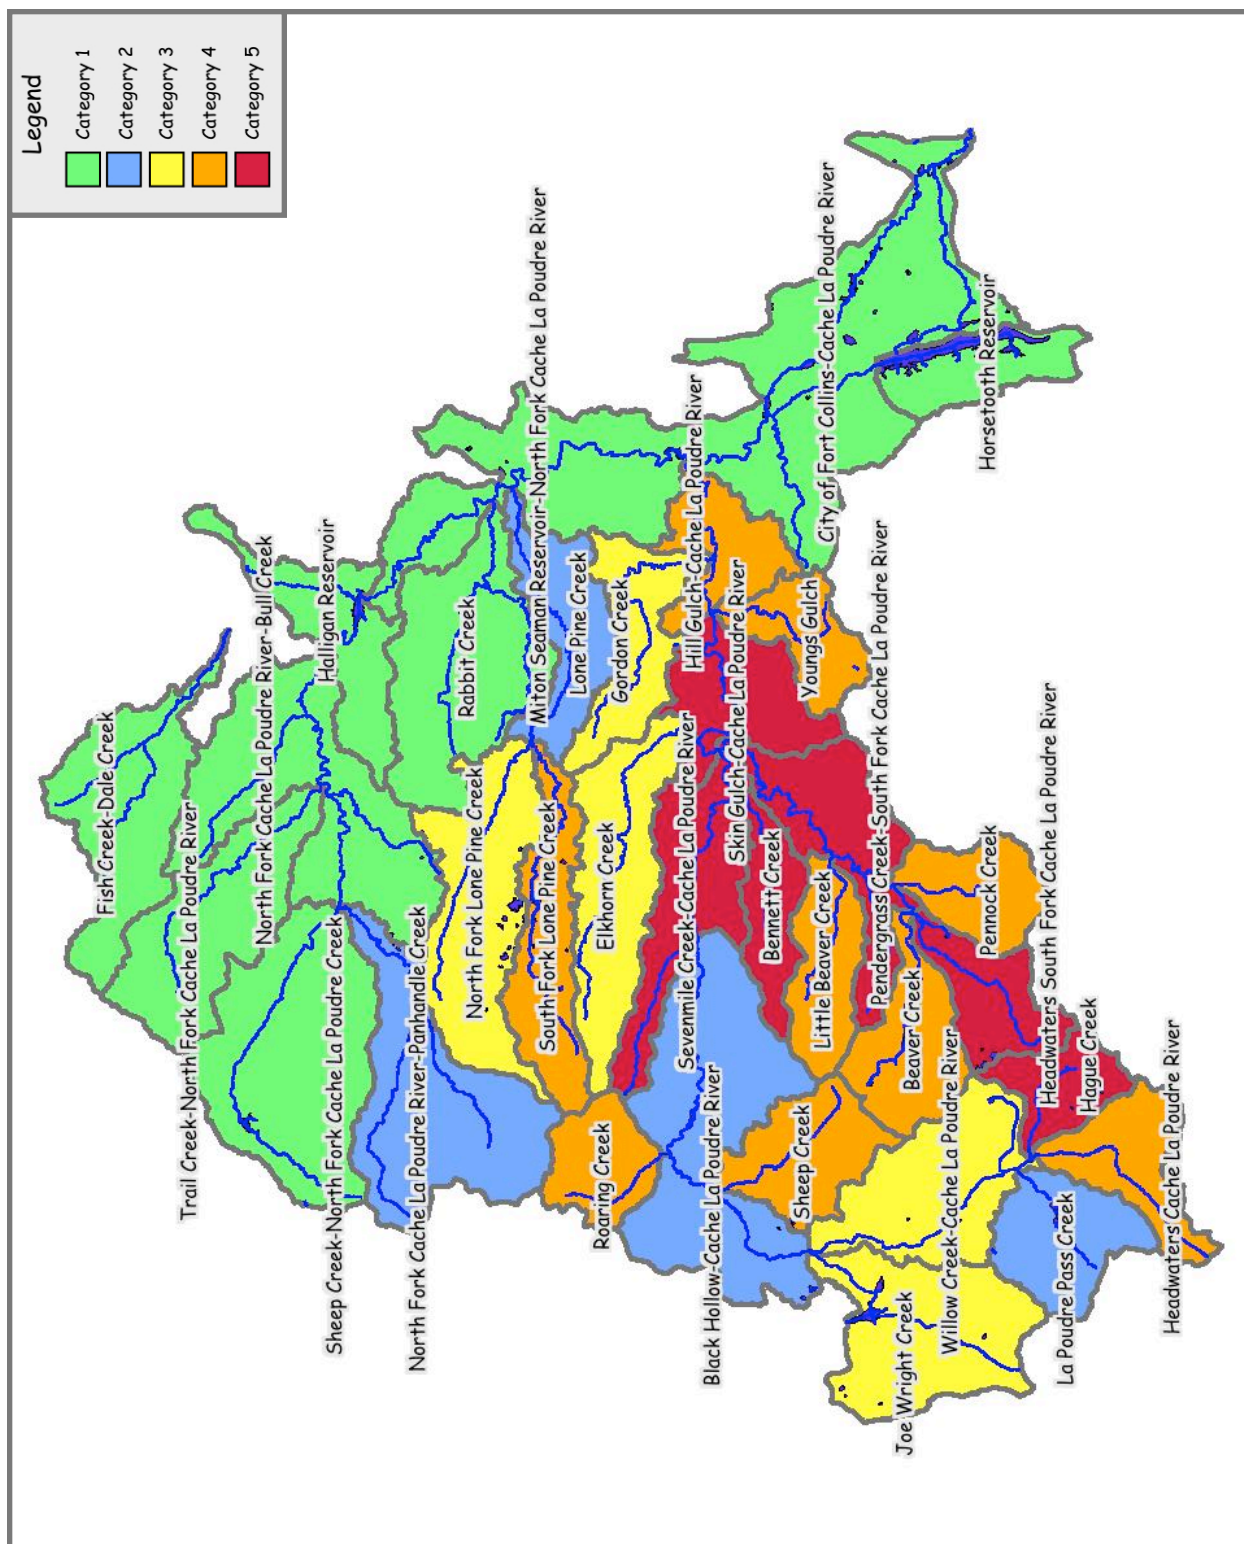 Legend
Category 1
Category 2
Category 3
Category 4
Category 5
Fish Creek-Dale Creek
Trail Creek-North Fork Cache La Poudre River
North Fork Cache La Poudre River-Bull Creek
Halligan Reservoir
Sheep Creek-North Fork Cache La Poudre Creek
North Fork Cache La Poudre River-Panhandle Creek
Rabbit Creek
North Fork Lone Pine Creek
Miton Seaman Reservoir-North Fork Cache La Poudre River
South Fork Lone Pine Creek
Lone Pine Creek
Roaring Creek
Elkhorn Creek
Gordon Creek
Sevenmile Creek-Cache La Poudre River
Hill Gulch-Cache La Poudre River
Black Hollow-Cache La Poudre River
Skin Gulch-Cache La Poudre River
Bennett Creek
Sheep Creek
Little Beaver Creek
Youngs Gulch
City of Fort Collins-Cache La Poudre River
Pendergrass Creek-South Fork Cache La Poudre River
Joe Wright Creek
Beaver Creek
Willow Creek-Cache La Poudre River
Pennock Creek
Horsetooth Reservoir
Headwaters South Fork Cache La Poudre River
La Poudre Pass Creek
Hague Creek
Headwaters Cache La Poudre River